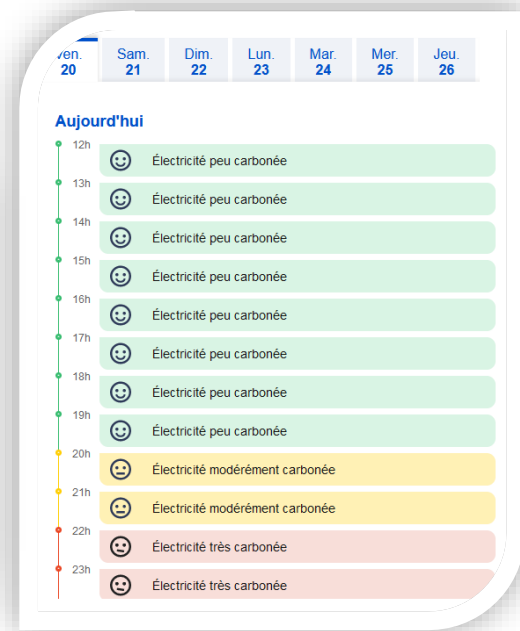 Ven. Sam. Dim. Lun. Mar. Mer. Jeu.
20 21 22 23 24 25 26
Aujourd'hui
12h
Électricité peu carbonée
13h
Électricité peu carbonée
14h
Électricité peu carbonée
15h
Électricité peu carbonée
16h
Électricité peu carbonée
17h
Électricité peu carbonée
18h
Électricité peu carbonée
19h
Électricité peu carbonée
20h
Électricité modérément carbonée
21h
Électricité modérément carbonée
22h
Électricité très carbonée
23h
Électricité très carbonée